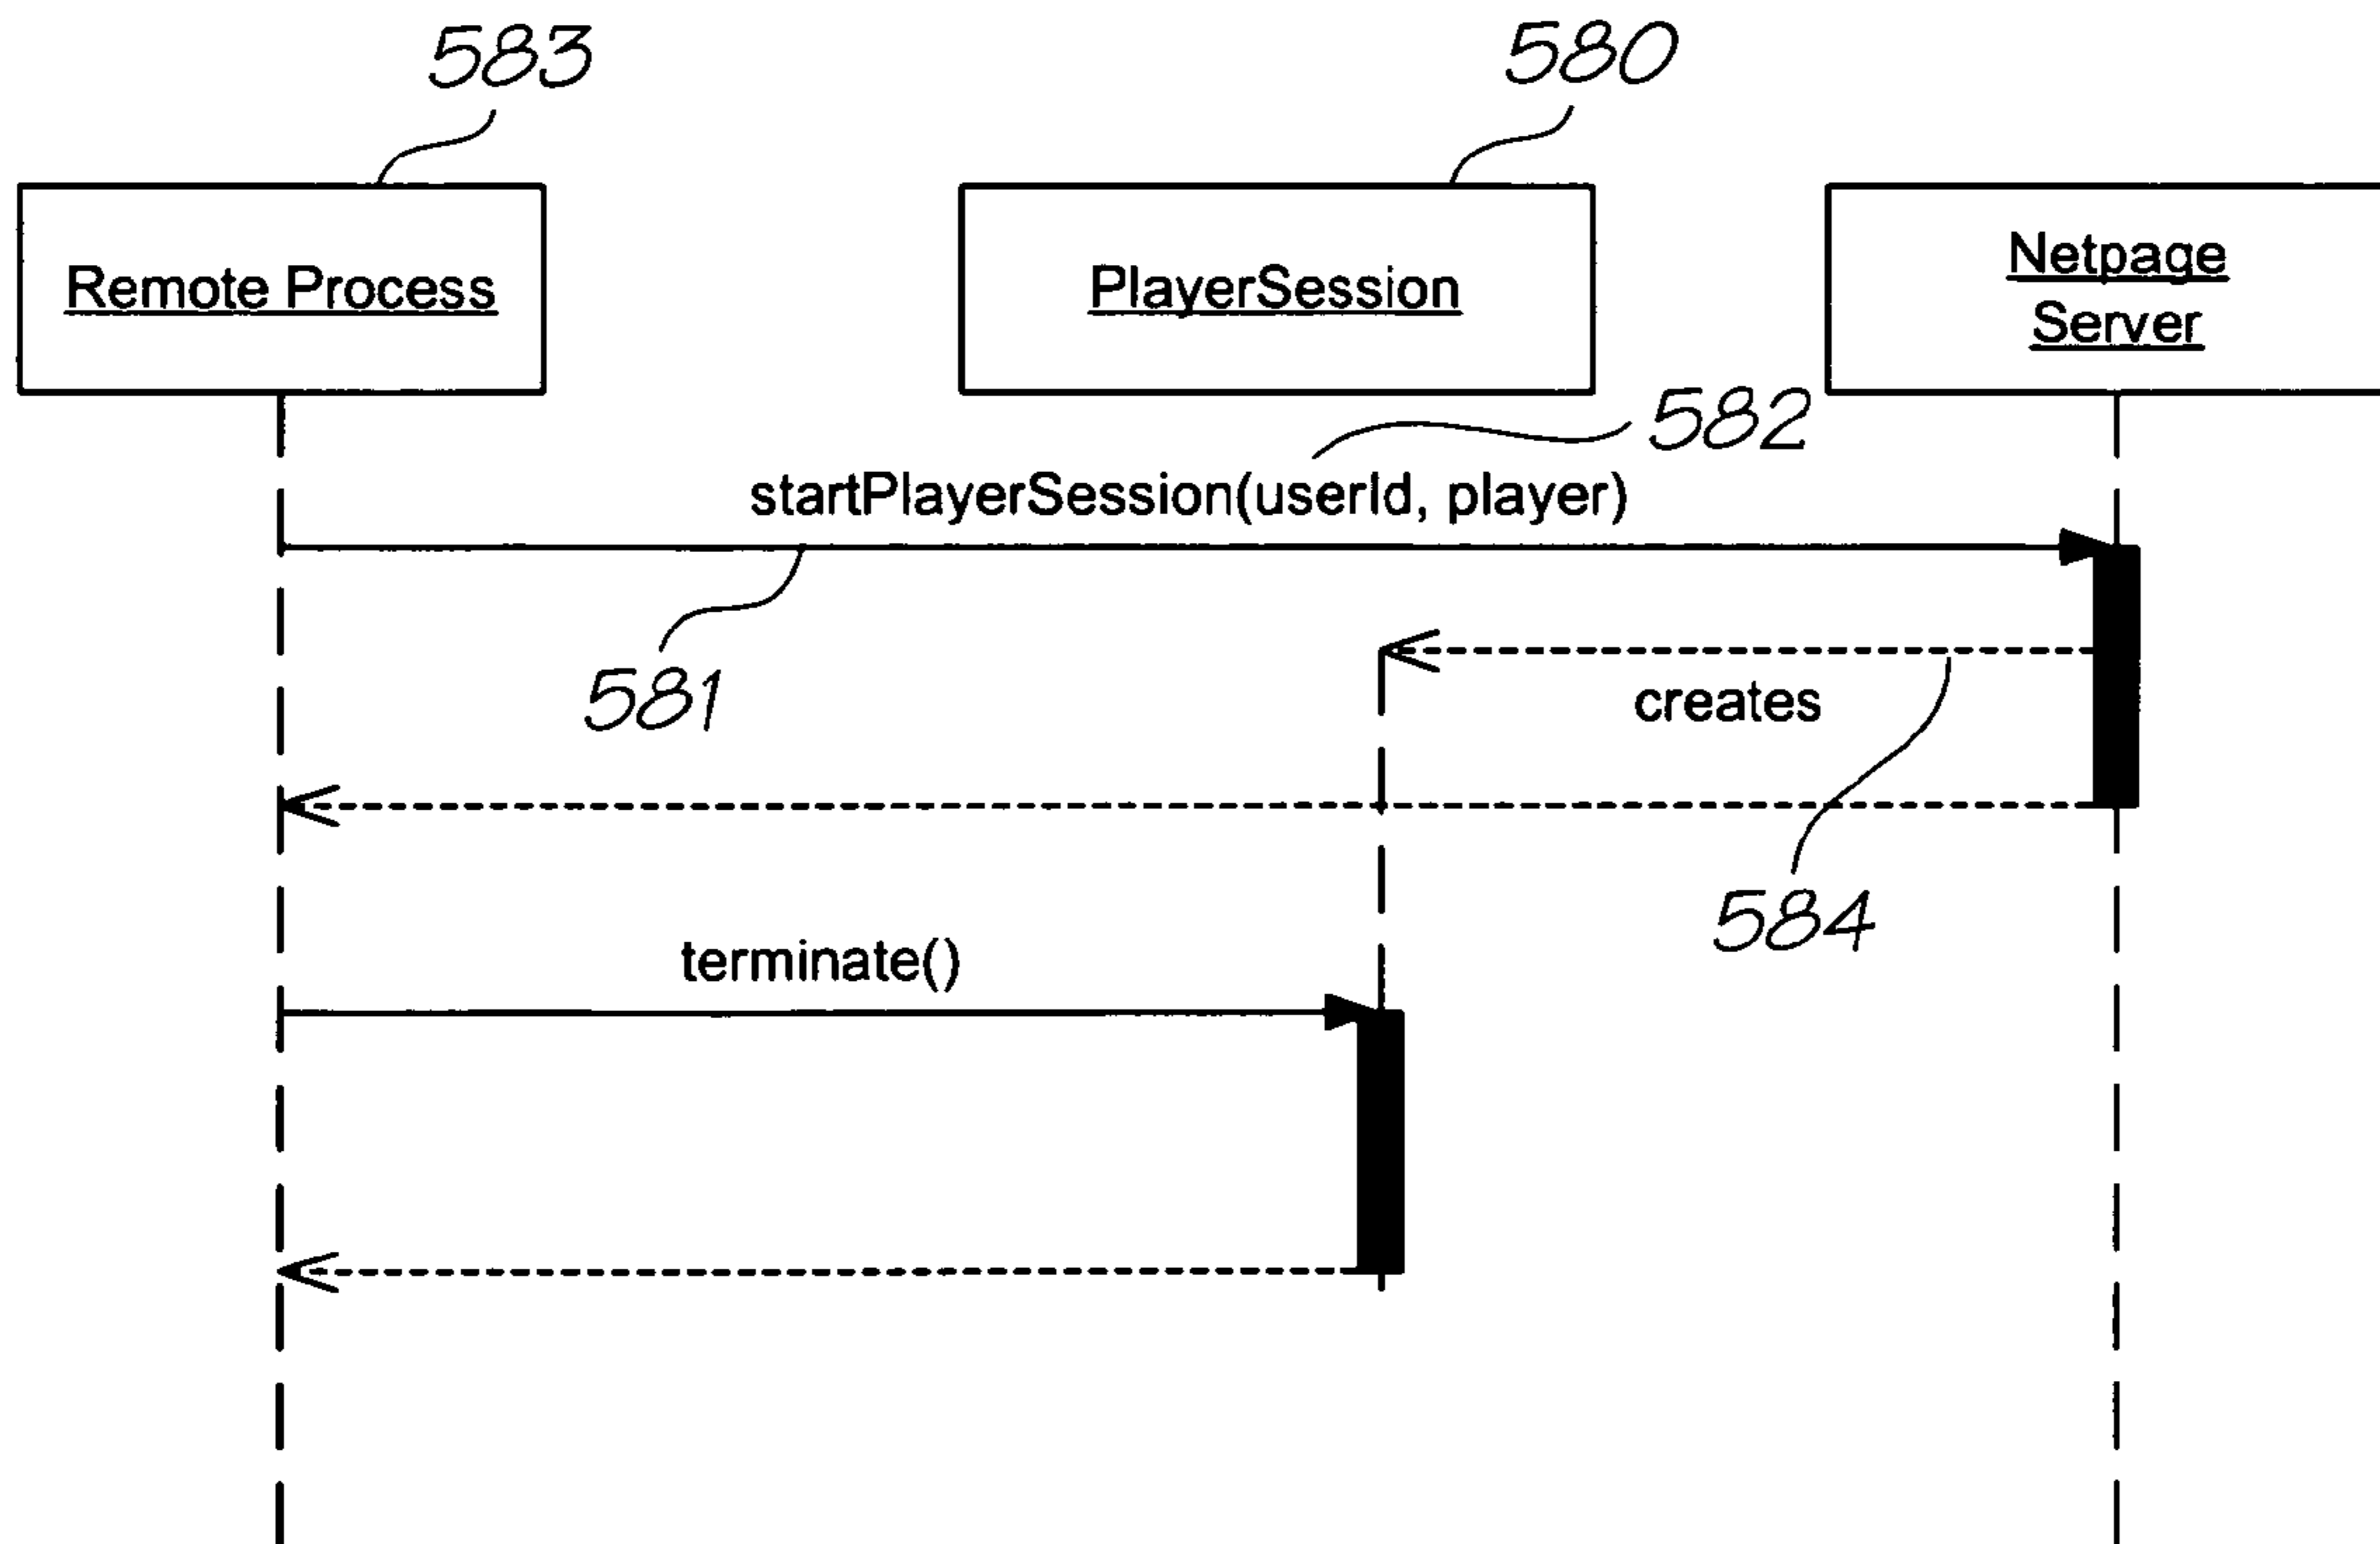 583
580
Remote Process
PlayerSession
Netpage
Server
582
startPlayerSession(userId, player)
581
creates
584
terminate()